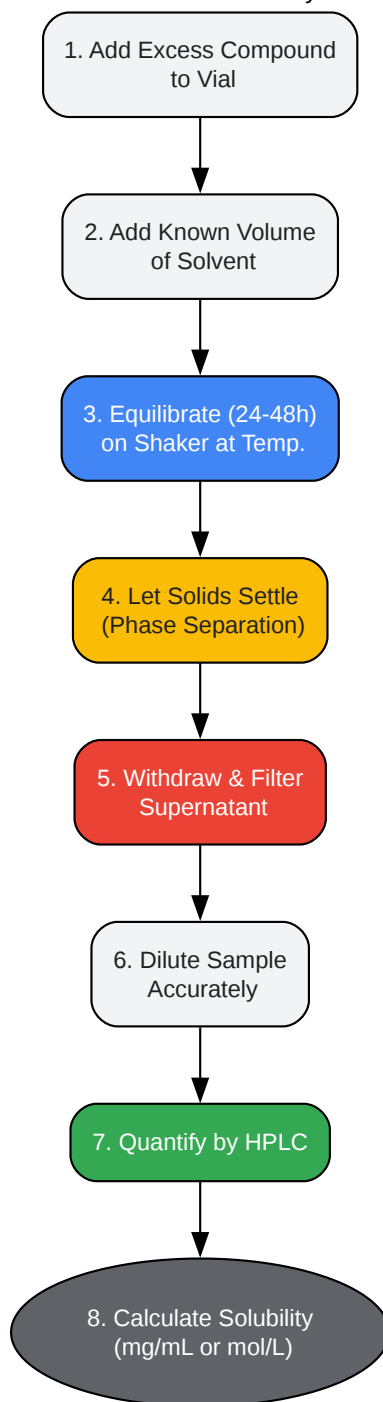 1. Add Excess Compound
to Vial
2. Add Known Volume
of Solvent
3. Equilibrate (24-48h)
on Shaker at Temp.
4. Let Solids Settle
(Phase Separation)
5. Withdraw & Filter
Supernatant
6. Dilute Sample
Accurately
7. Quantify by HPLC
8. Calculate Solubility
(mg/mL or mol/L)